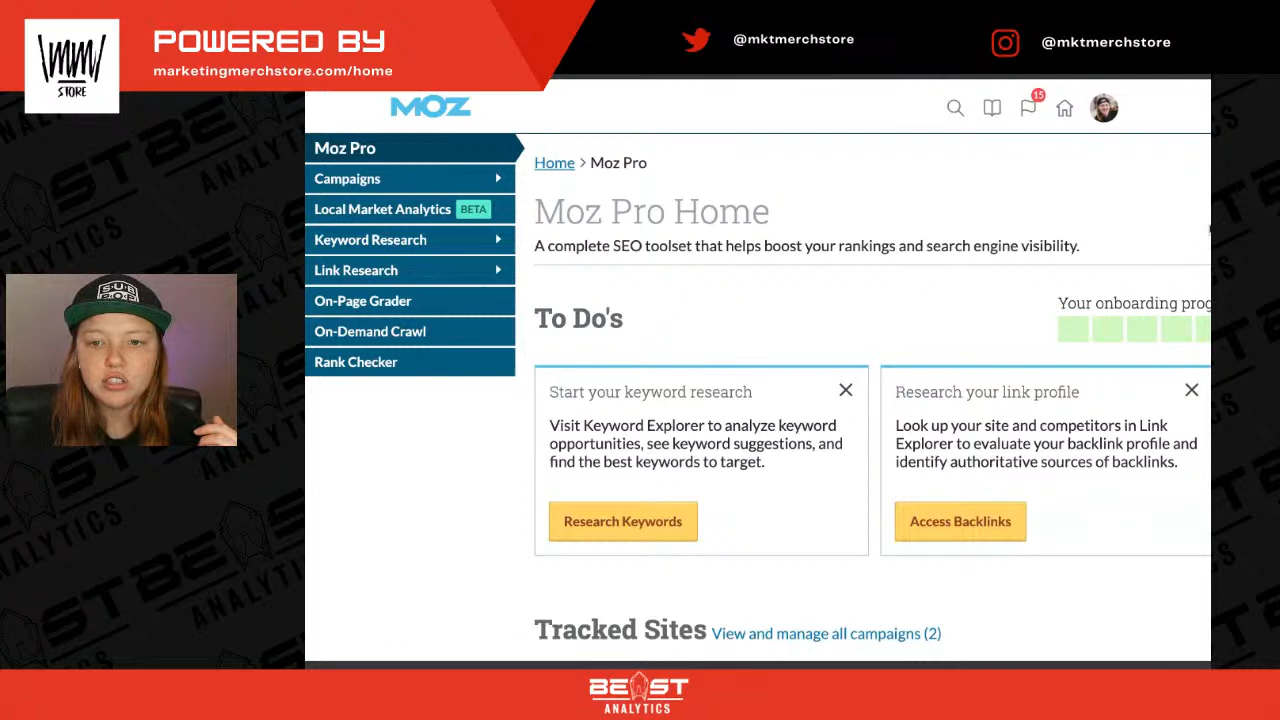 POWERED BY
marketingmerchstore.com/home
STORE
@mktmerchstore
@mktmerchstore
MOZ
15
Moz Pro
Campaigns
Local Market Analytics BETA
Keyword Research
Link Research
On-Page Grader
On-Demand Crawl
Rank Checker
Home > Moz Pro
Moz Pro Home
A complete SEO toolset that helps boost your rankings and search engine visibility.
To Do's
Your onboarding prog
Start your keyword research
Visit Keyword Explorer to analyze keyword
opportunities, see keyword suggestions, and
find the best keywords to target.
Research Keywords
Research your link profile
Look up your site and competitors in Link
Explorer to evaluate your backlink profile and
identify authoritative sources of backlinks.
Access Backlinks
Tracked Sites View and manage all campaigns (2)
SUB
POP
BEAST
ANALYTICS